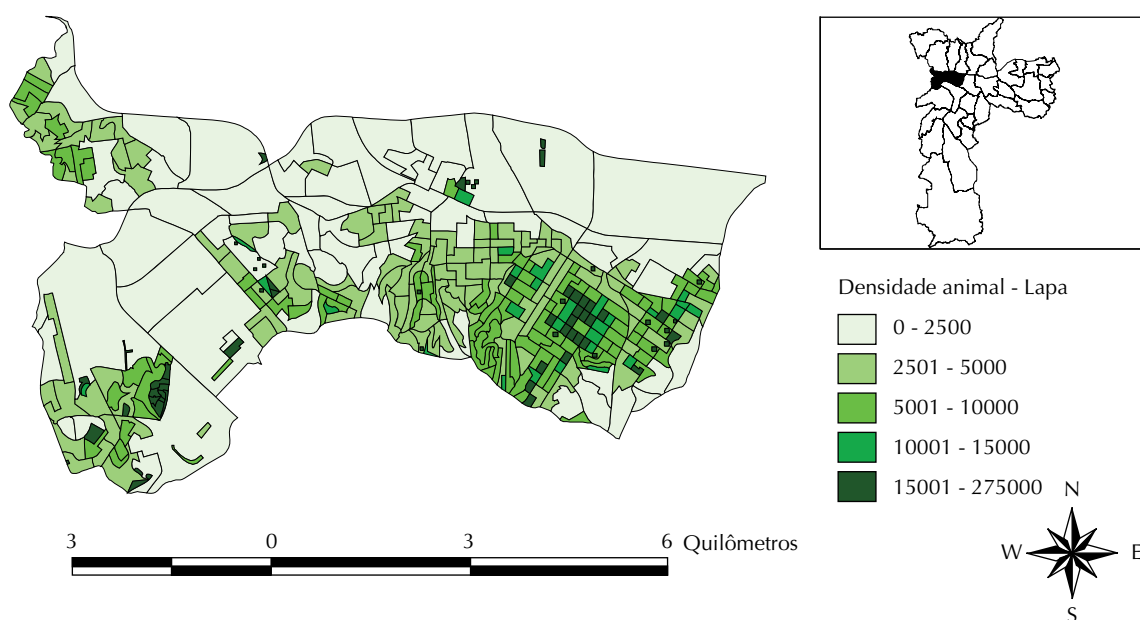 Densidade animal - Lapa
0 - 2500
2501 - 5000
5001 - 10000
10001 - 15000
15001 - 275000
N
W E
S
3 0 3 6 Quilômetros